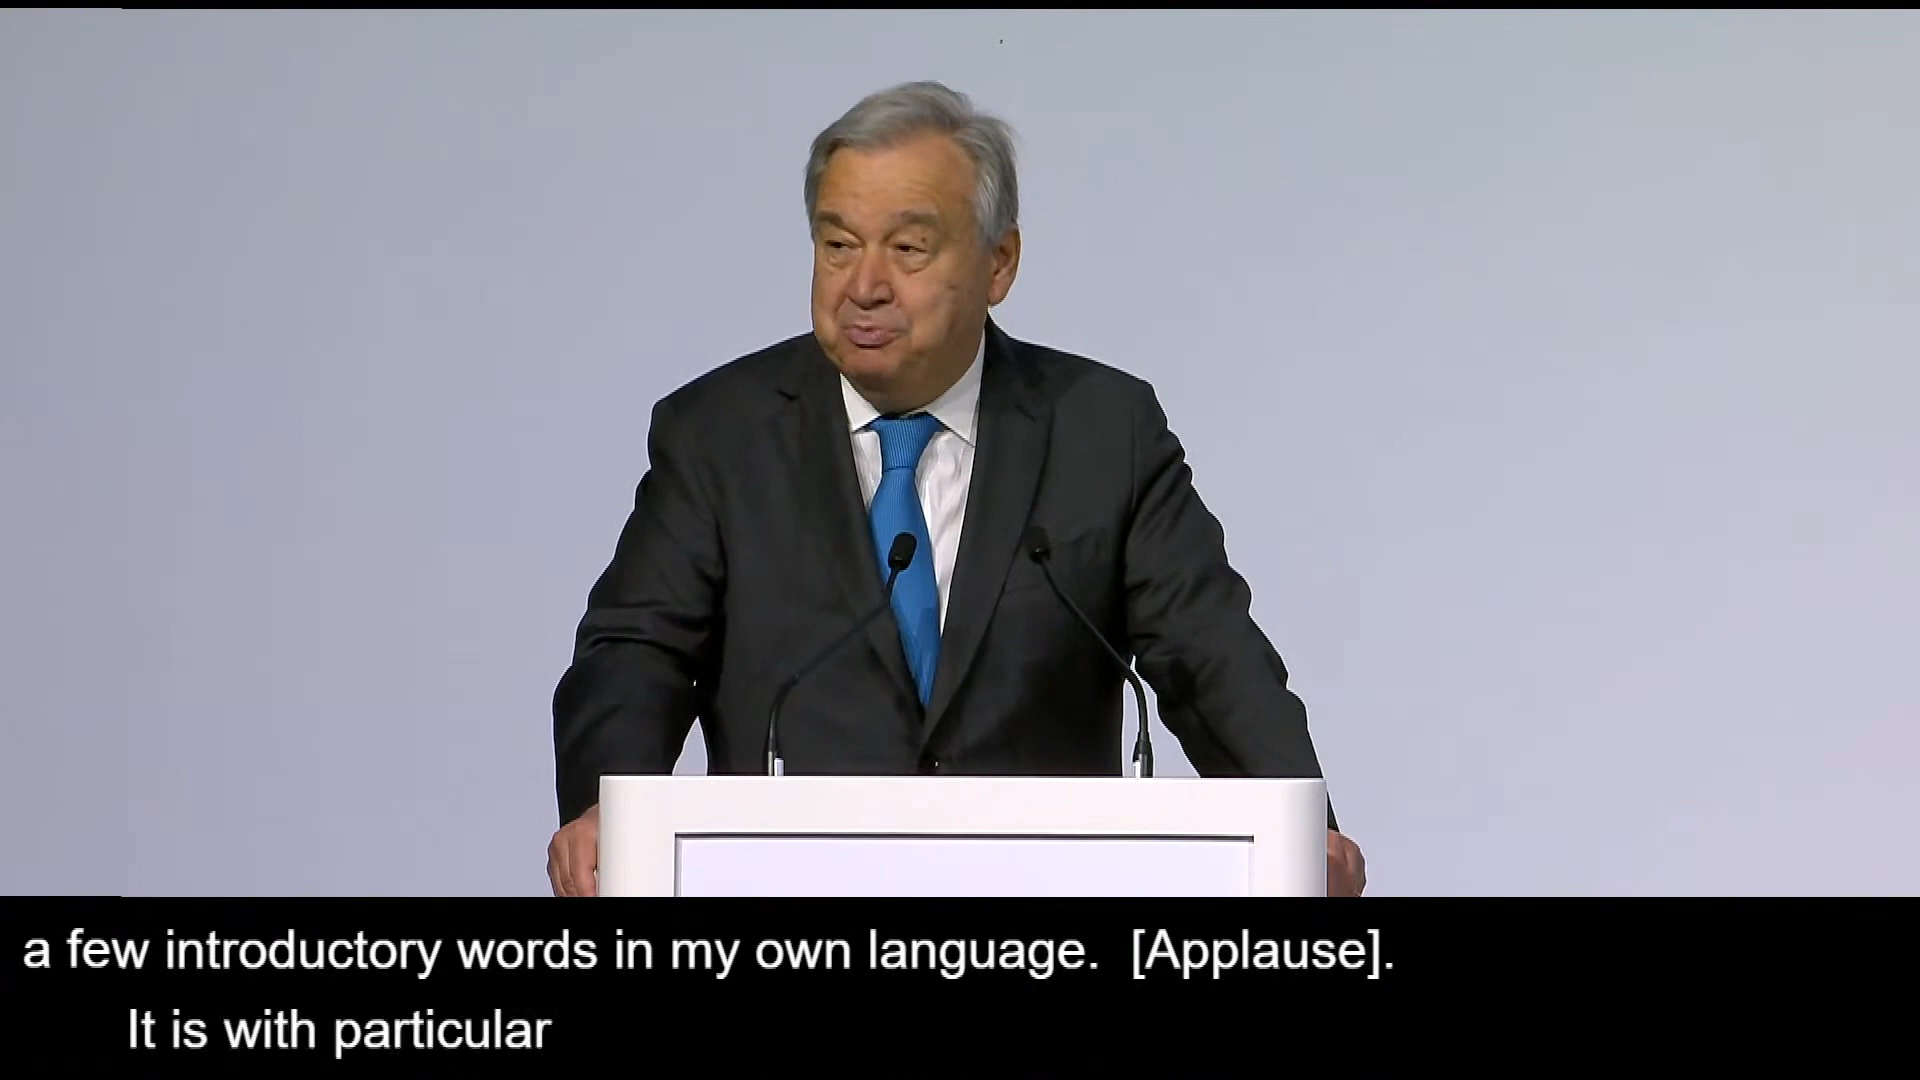 a few introductory words in my own language.  [Applause].
It is with particular